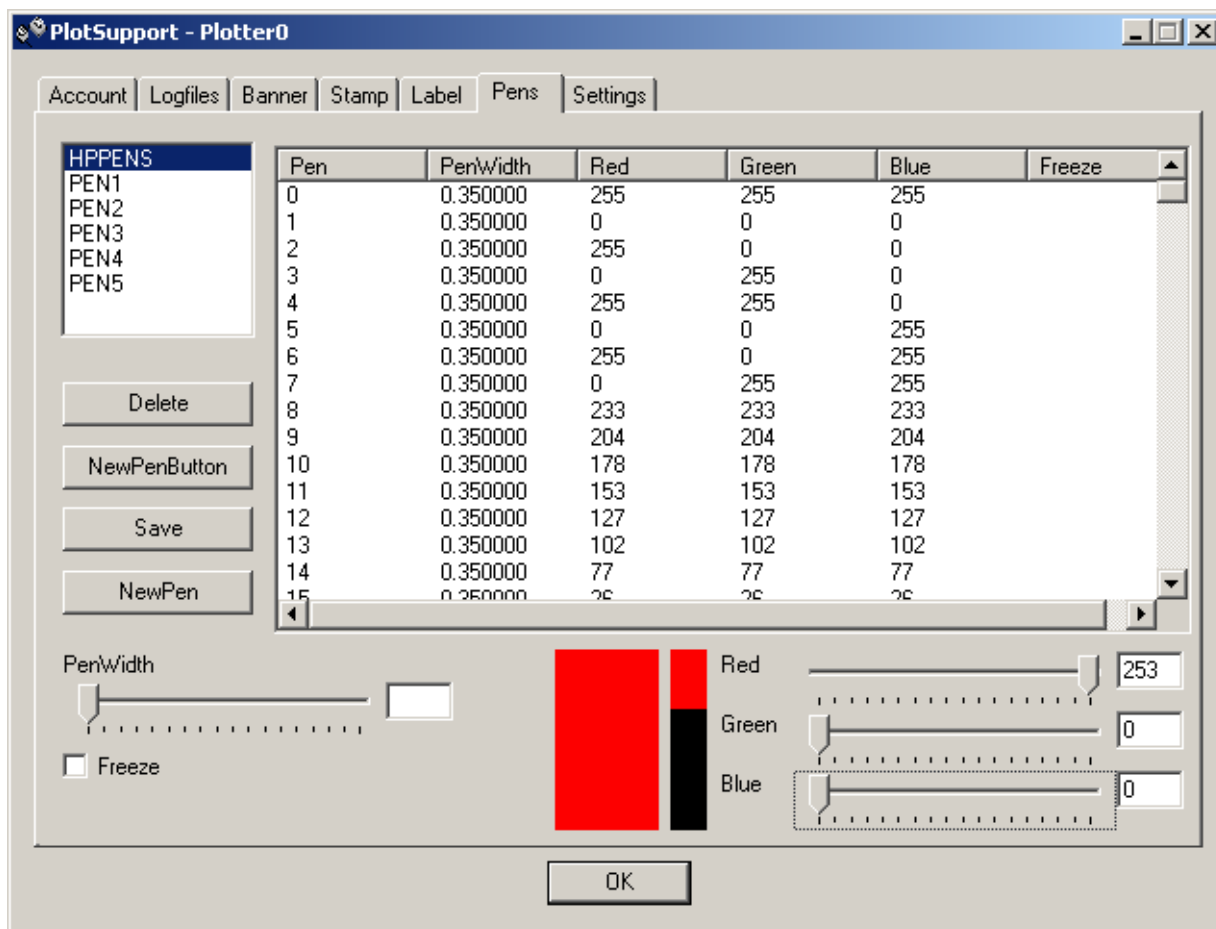 PlotSupport - Plotter0
Account Logfiles Banner Stamp Label Pens Settings
HPPENS
PEN1
PEN2
PEN3
PEN4
PEN5
Delete
NewPenButton
Save
NewPen
Pen PenWidth Red Green Blue Freeze
0 0.350000 255 255 255
1 0.350000 0 0 0
2 0.350000 255 0 0
3 0.350000 0 255 0
4 0.350000 255 255 0
5 0.350000 0 0 255
6 0.350000 255 0 255
7 0.350000 0 255 255
8 0.350000 233 233 233
9 0.350000 204 204 204
10 0.350000 178 178 178
11 0.350000 153 153 153
12 0.350000 127 127 127
13 0.350000 102 102 102
14 0.350000 77 77 77
PenWidth
Freeze
Red 253
Green 0
Blue 0
OK